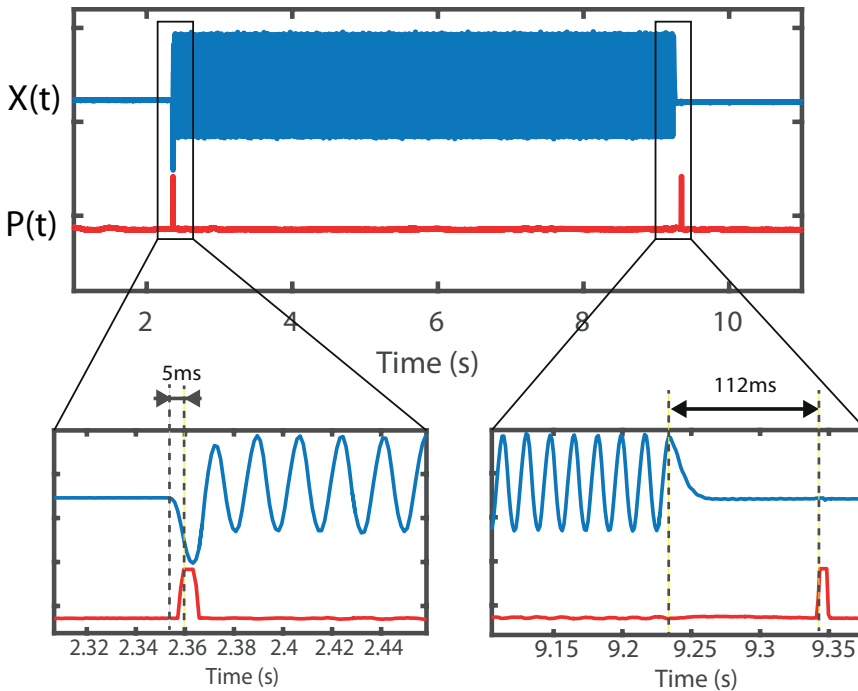 X(t)
P(t)
2 4 6 8 10
Time (s)
5ms
112ms
2.32 2.34 2.36 2.38 2.4 2.42 2.44
Time (s)
9.15 9.2 9.25 9.3 9.35
Time (s)